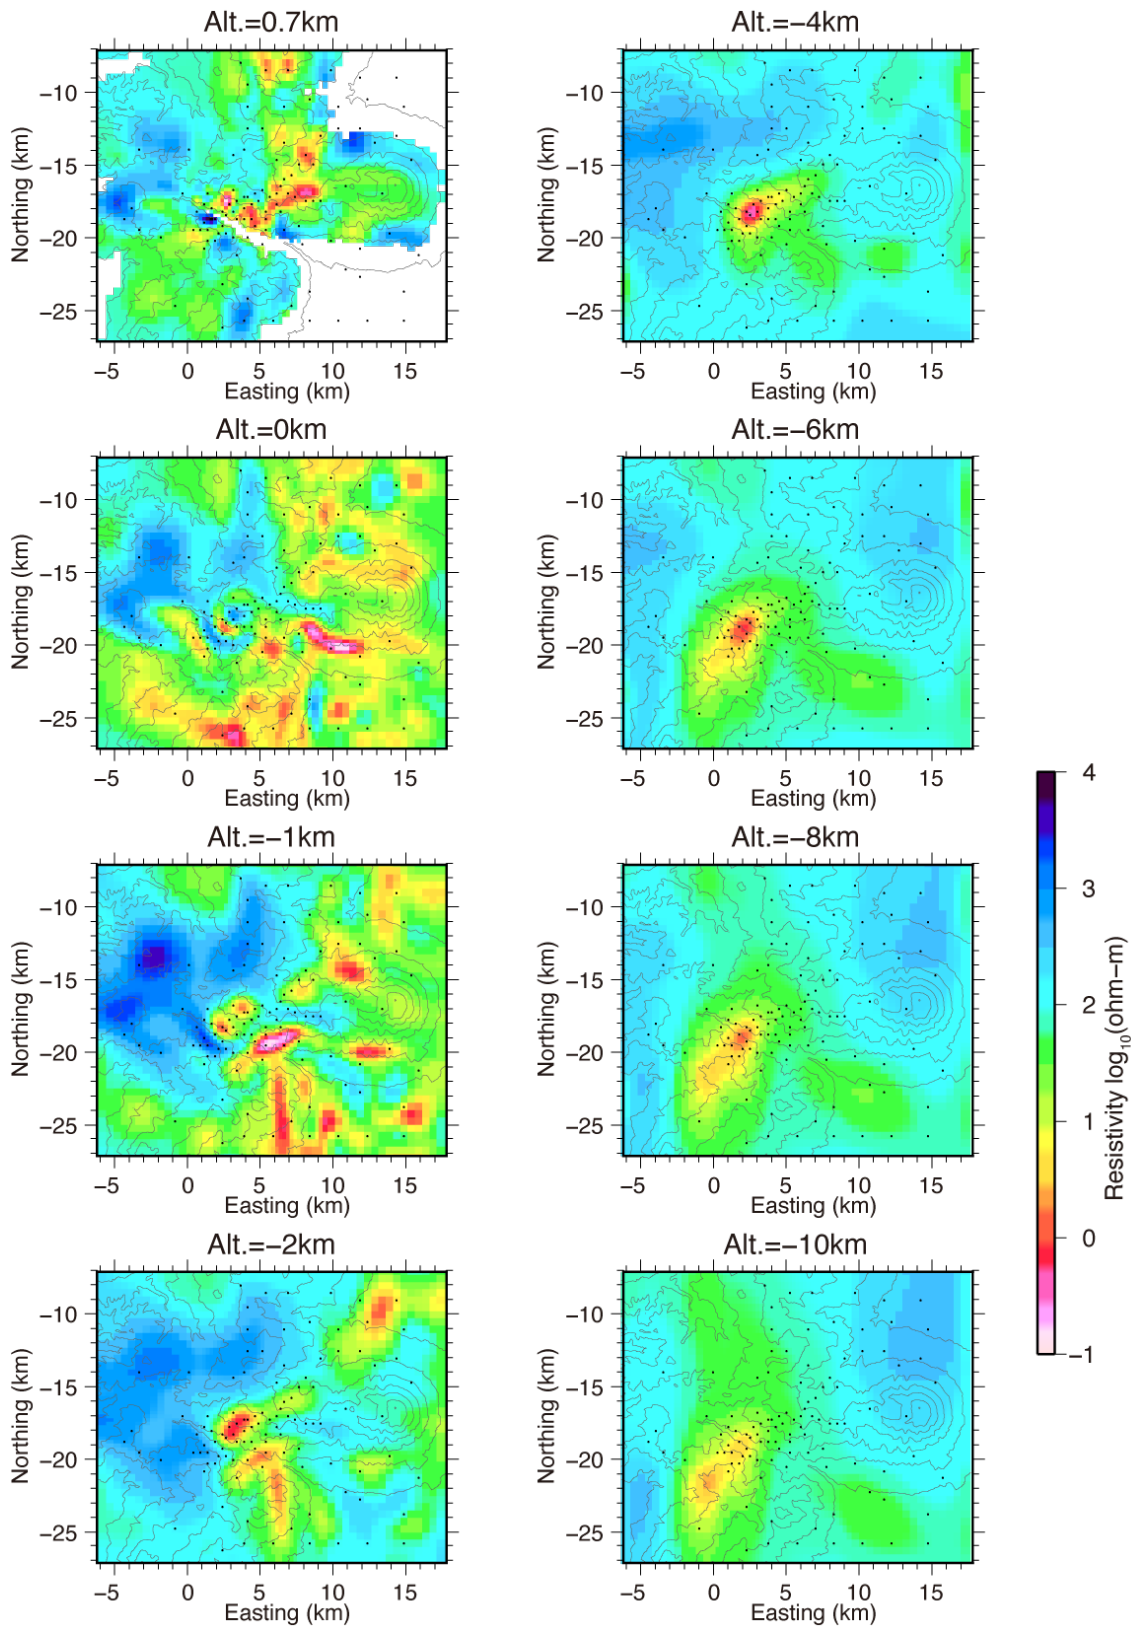 Alt.=0.7km
Northing (km)
−10
−15
−20
−25
−5 0 5 10 15
Easting (km)
Alt.=−4km
Northing (km)
−10
−15
−20
−25
−5 0 5 10 15
Easting (km)
Alt.=0km
Northing (km)
−10
−15
−20
−25
−5 0 5 10 15
Easting (km)
Alt.=−6km
Northing (km)
−10
−15
−20
−25
−5 0 5 10 15
Easting (km)
Alt.=−1km
Northing (km)
−10
−15
−20
−25
−5 0 5 10 15
Easting (km)
Alt.=−8km
Northing (km)
−10
−15
−20
−25
−5 0 5 10 15
Easting (km)
Alt.=−2km
Northing (km)
−10
−15
−20
−25
−5 0 5 10 15
Easting (km)
Alt.=−10km
Northing (km)
−10
−15
−20
−25
−5 0 5 10 15
Easting (km)
4
3
2
1
0
−1
Resistivity log10(ohm−m)